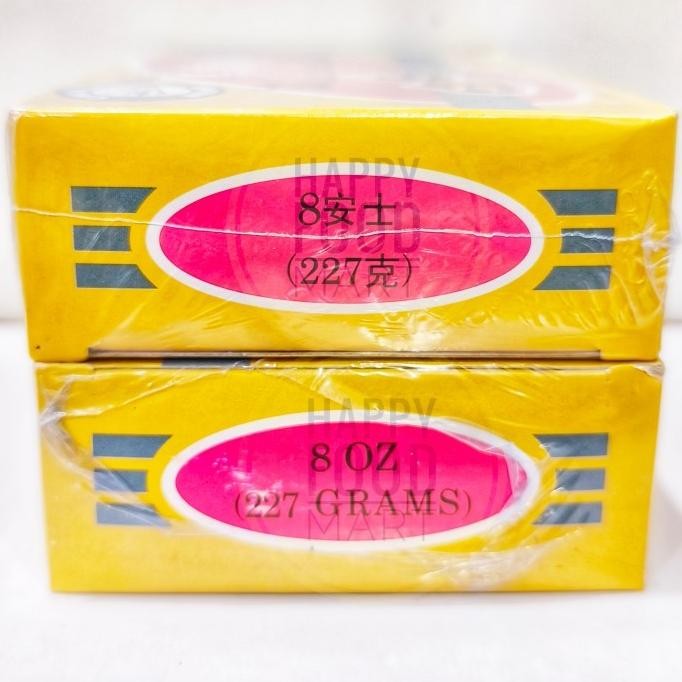 8安士
(227克)
HAPPY
FOOD
MART
8 OZ
(227 GRAMS)
HAPPY
FOOD
MART